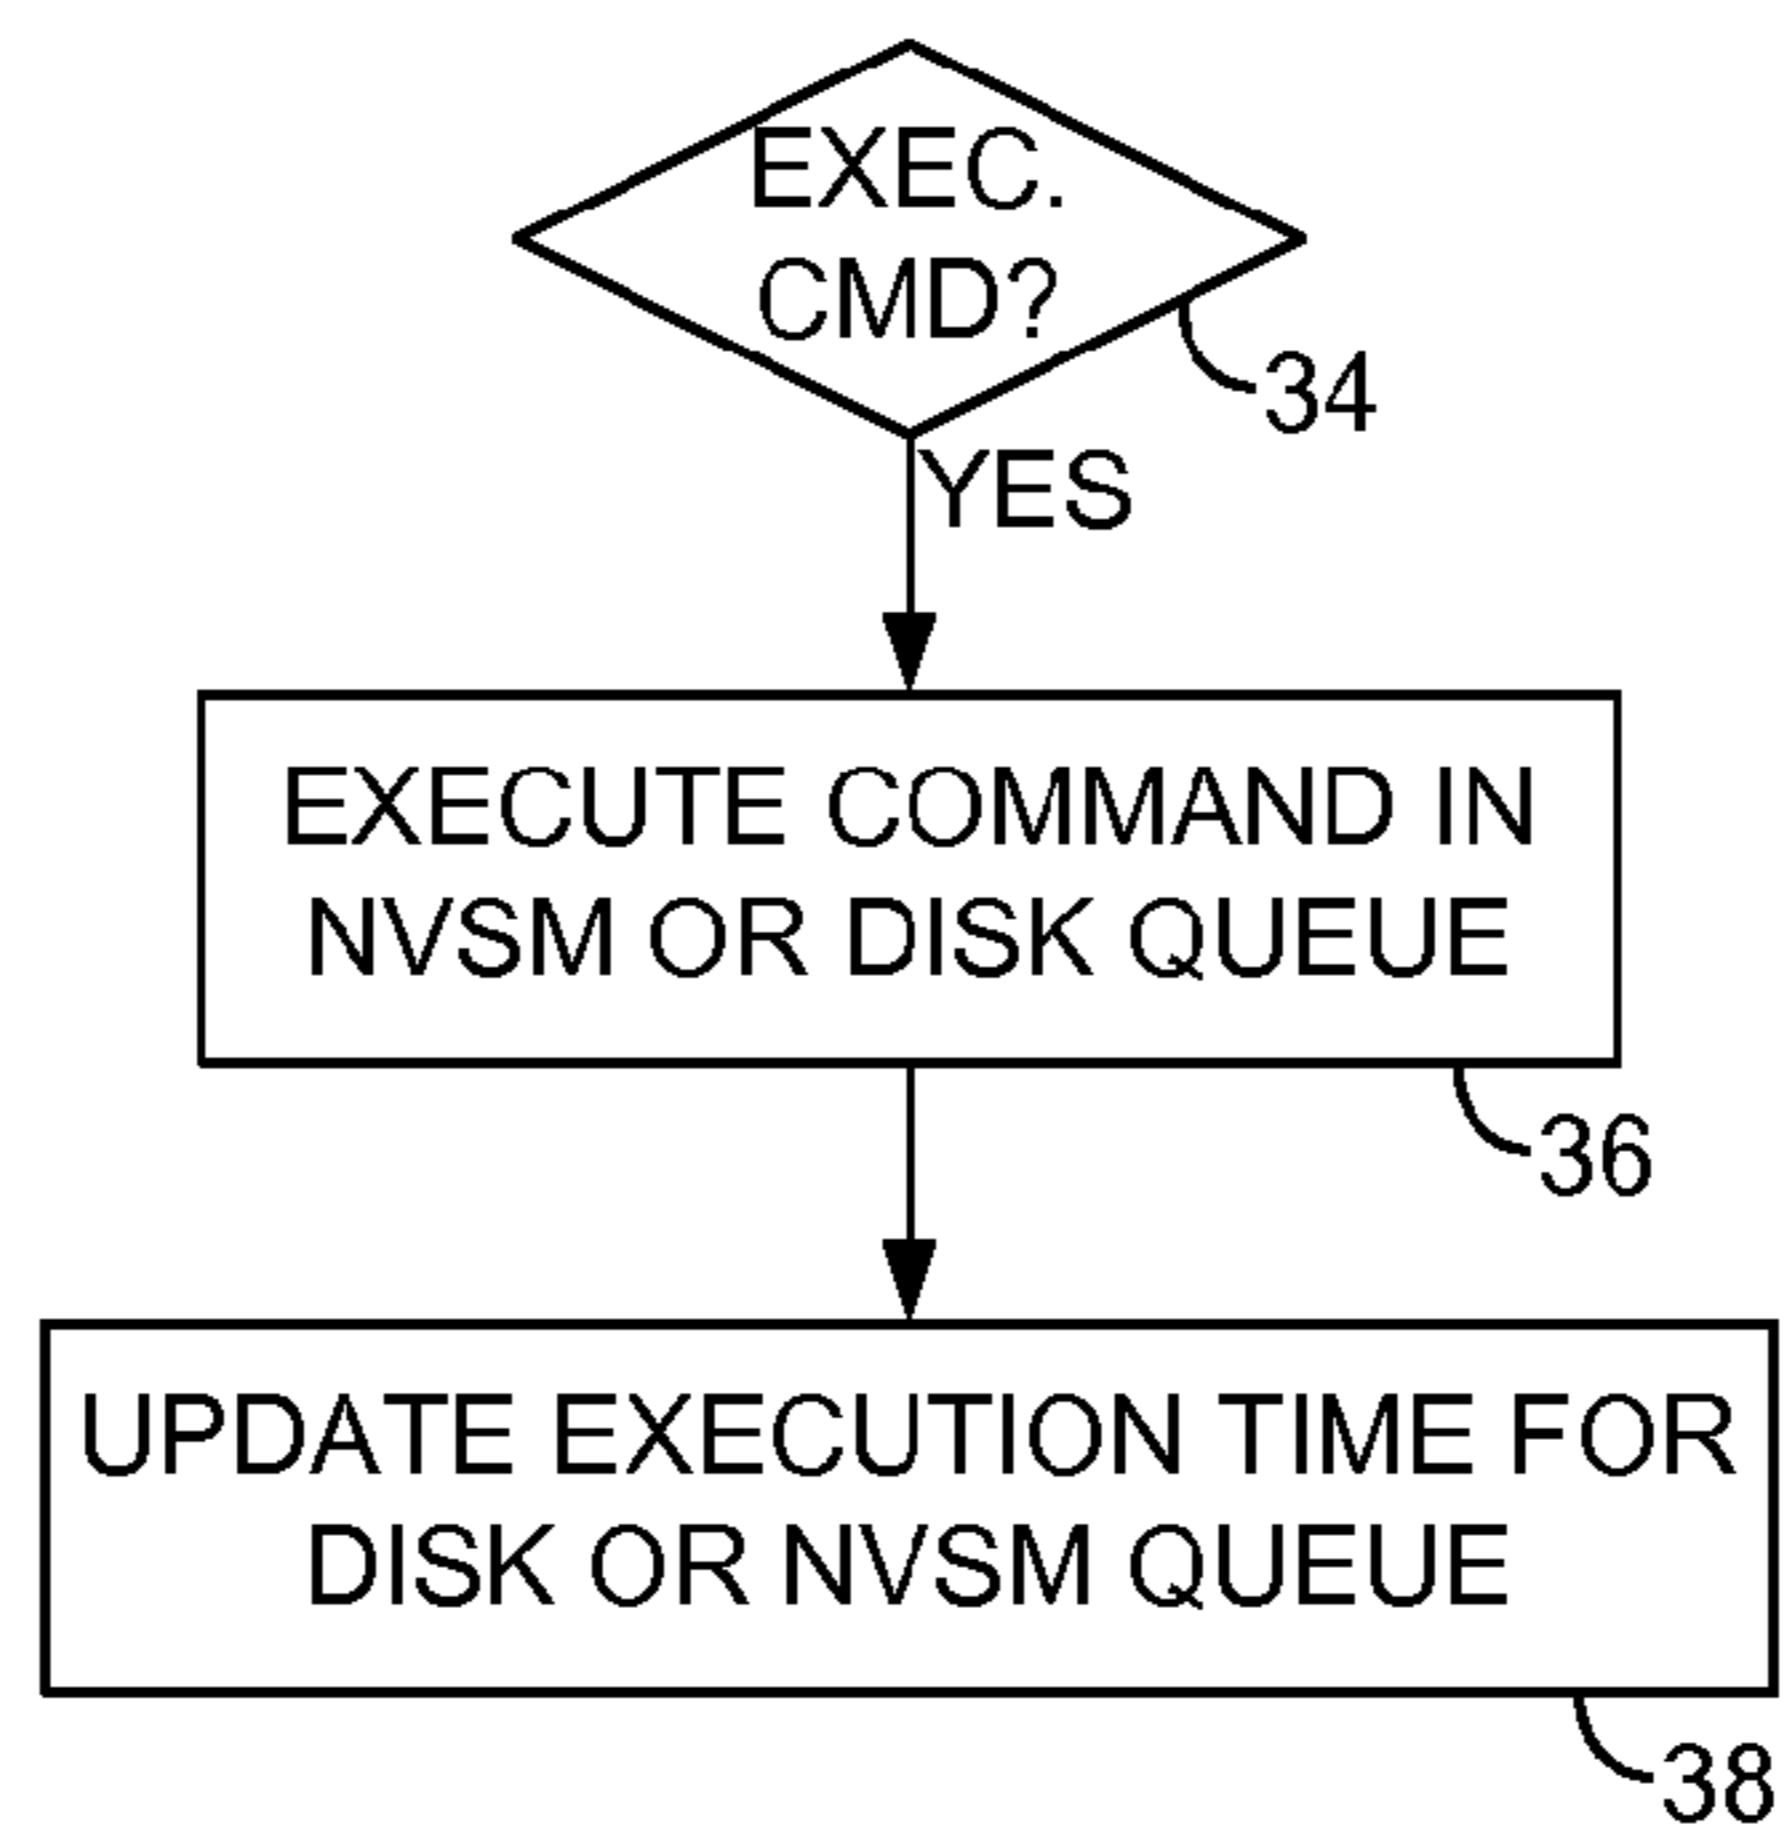 EXEC.
CMD?
34
YES
EXECUTE COMMAND IN
NVSM OR DISK QUEUE
36
UPDATE EXECUTION TIME FOR
DISK OR NVSM QUEUE
38